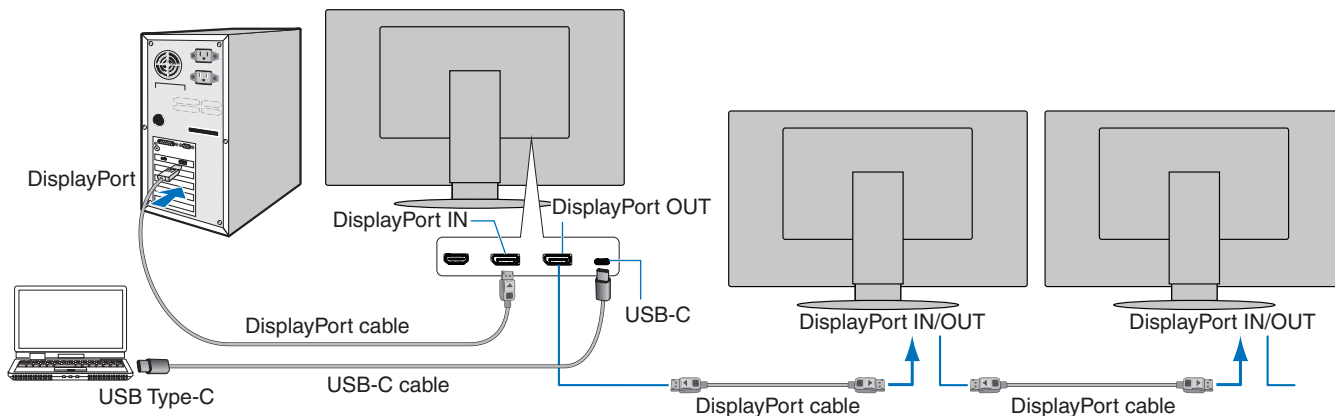 DisplayPort
DisplayPort IN
DisplayPort OUT
USB-C
DisplayPort cable
USB Type-C
USB-C cable
DisplayPort IN/OUT
DisplayPort IN/OUT
DisplayPort cable
DisplayPort cable